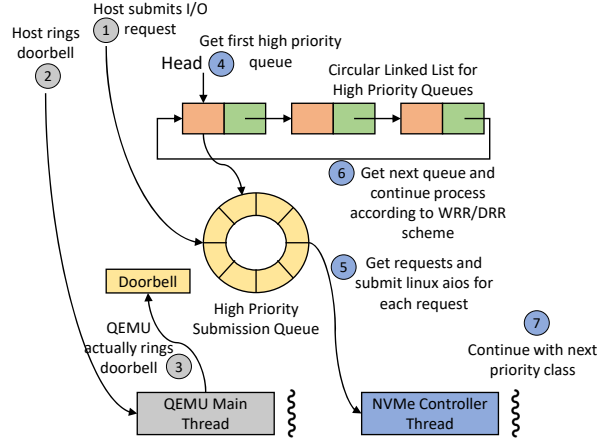 Host submits I/O
request
1
Host rings
doorbell
2
Get first high priority
queue
Head
4
Circular Linked List for
High Priority Queues
6
Get next queue and
continue process
according to WRR/DRR
scheme
5
Get requests and
submit linux aios for
each request
Doorbell
High Priority
Submission Queue
QEMU
actually rings
doorbell
3
7
Continue with next
priority class
QEMU Main
Thread
NVMe Controller
Thread